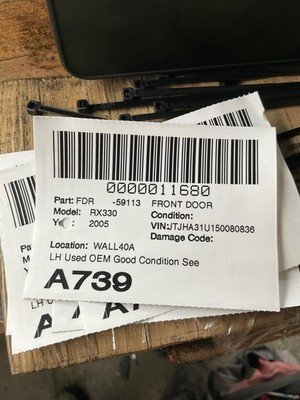 0000011680
Part: FDR -59113 FRONT DOOR
Model: RX330 Condition:
2005 VIN:JTJHA31U150080836
Damage Code:
Location: WALL40A
LH Used OEM Good Condition See
A739
LH U
A